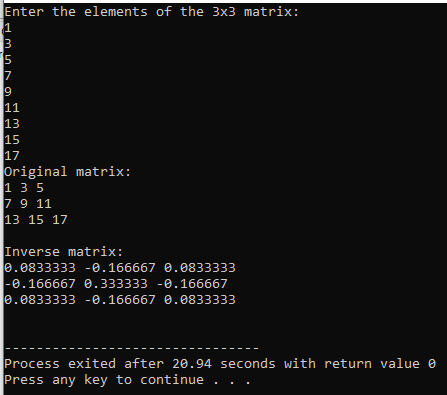 Enter the elements of the 3x3 matrix:
1
3
5
7
9
11
13
15
17
Original matrix:
1 3 5
7 9 11
13 15 17
Inverse matrix:
0.0833333 -0.166667 0.0833333
-0.166667 0.333333 -0.166667
0.0833333 -0.166667 0.0833333
--------------------------------
Process exited after 20.94 seconds with return value 0
Press any key to continue . . .